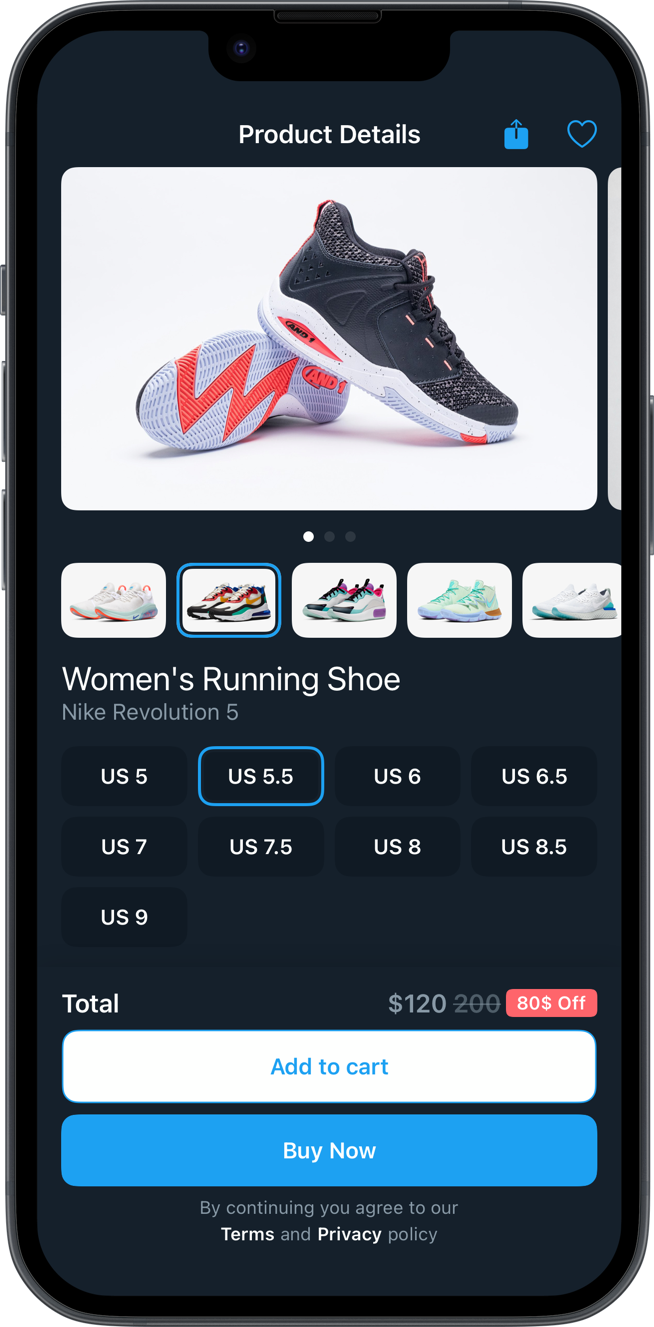 Product Details
AND 1
AND 1
Women's Running Shoe
Nike Revolution 5
US 5 US 5.5 US 6 US 6.5
US 7 US 7.5 US 8 US 8.5
US 9
Total $120 200 80$ Off
Add to cart
Buy Now
By continuing you agree to our
Terms and Privacy policy